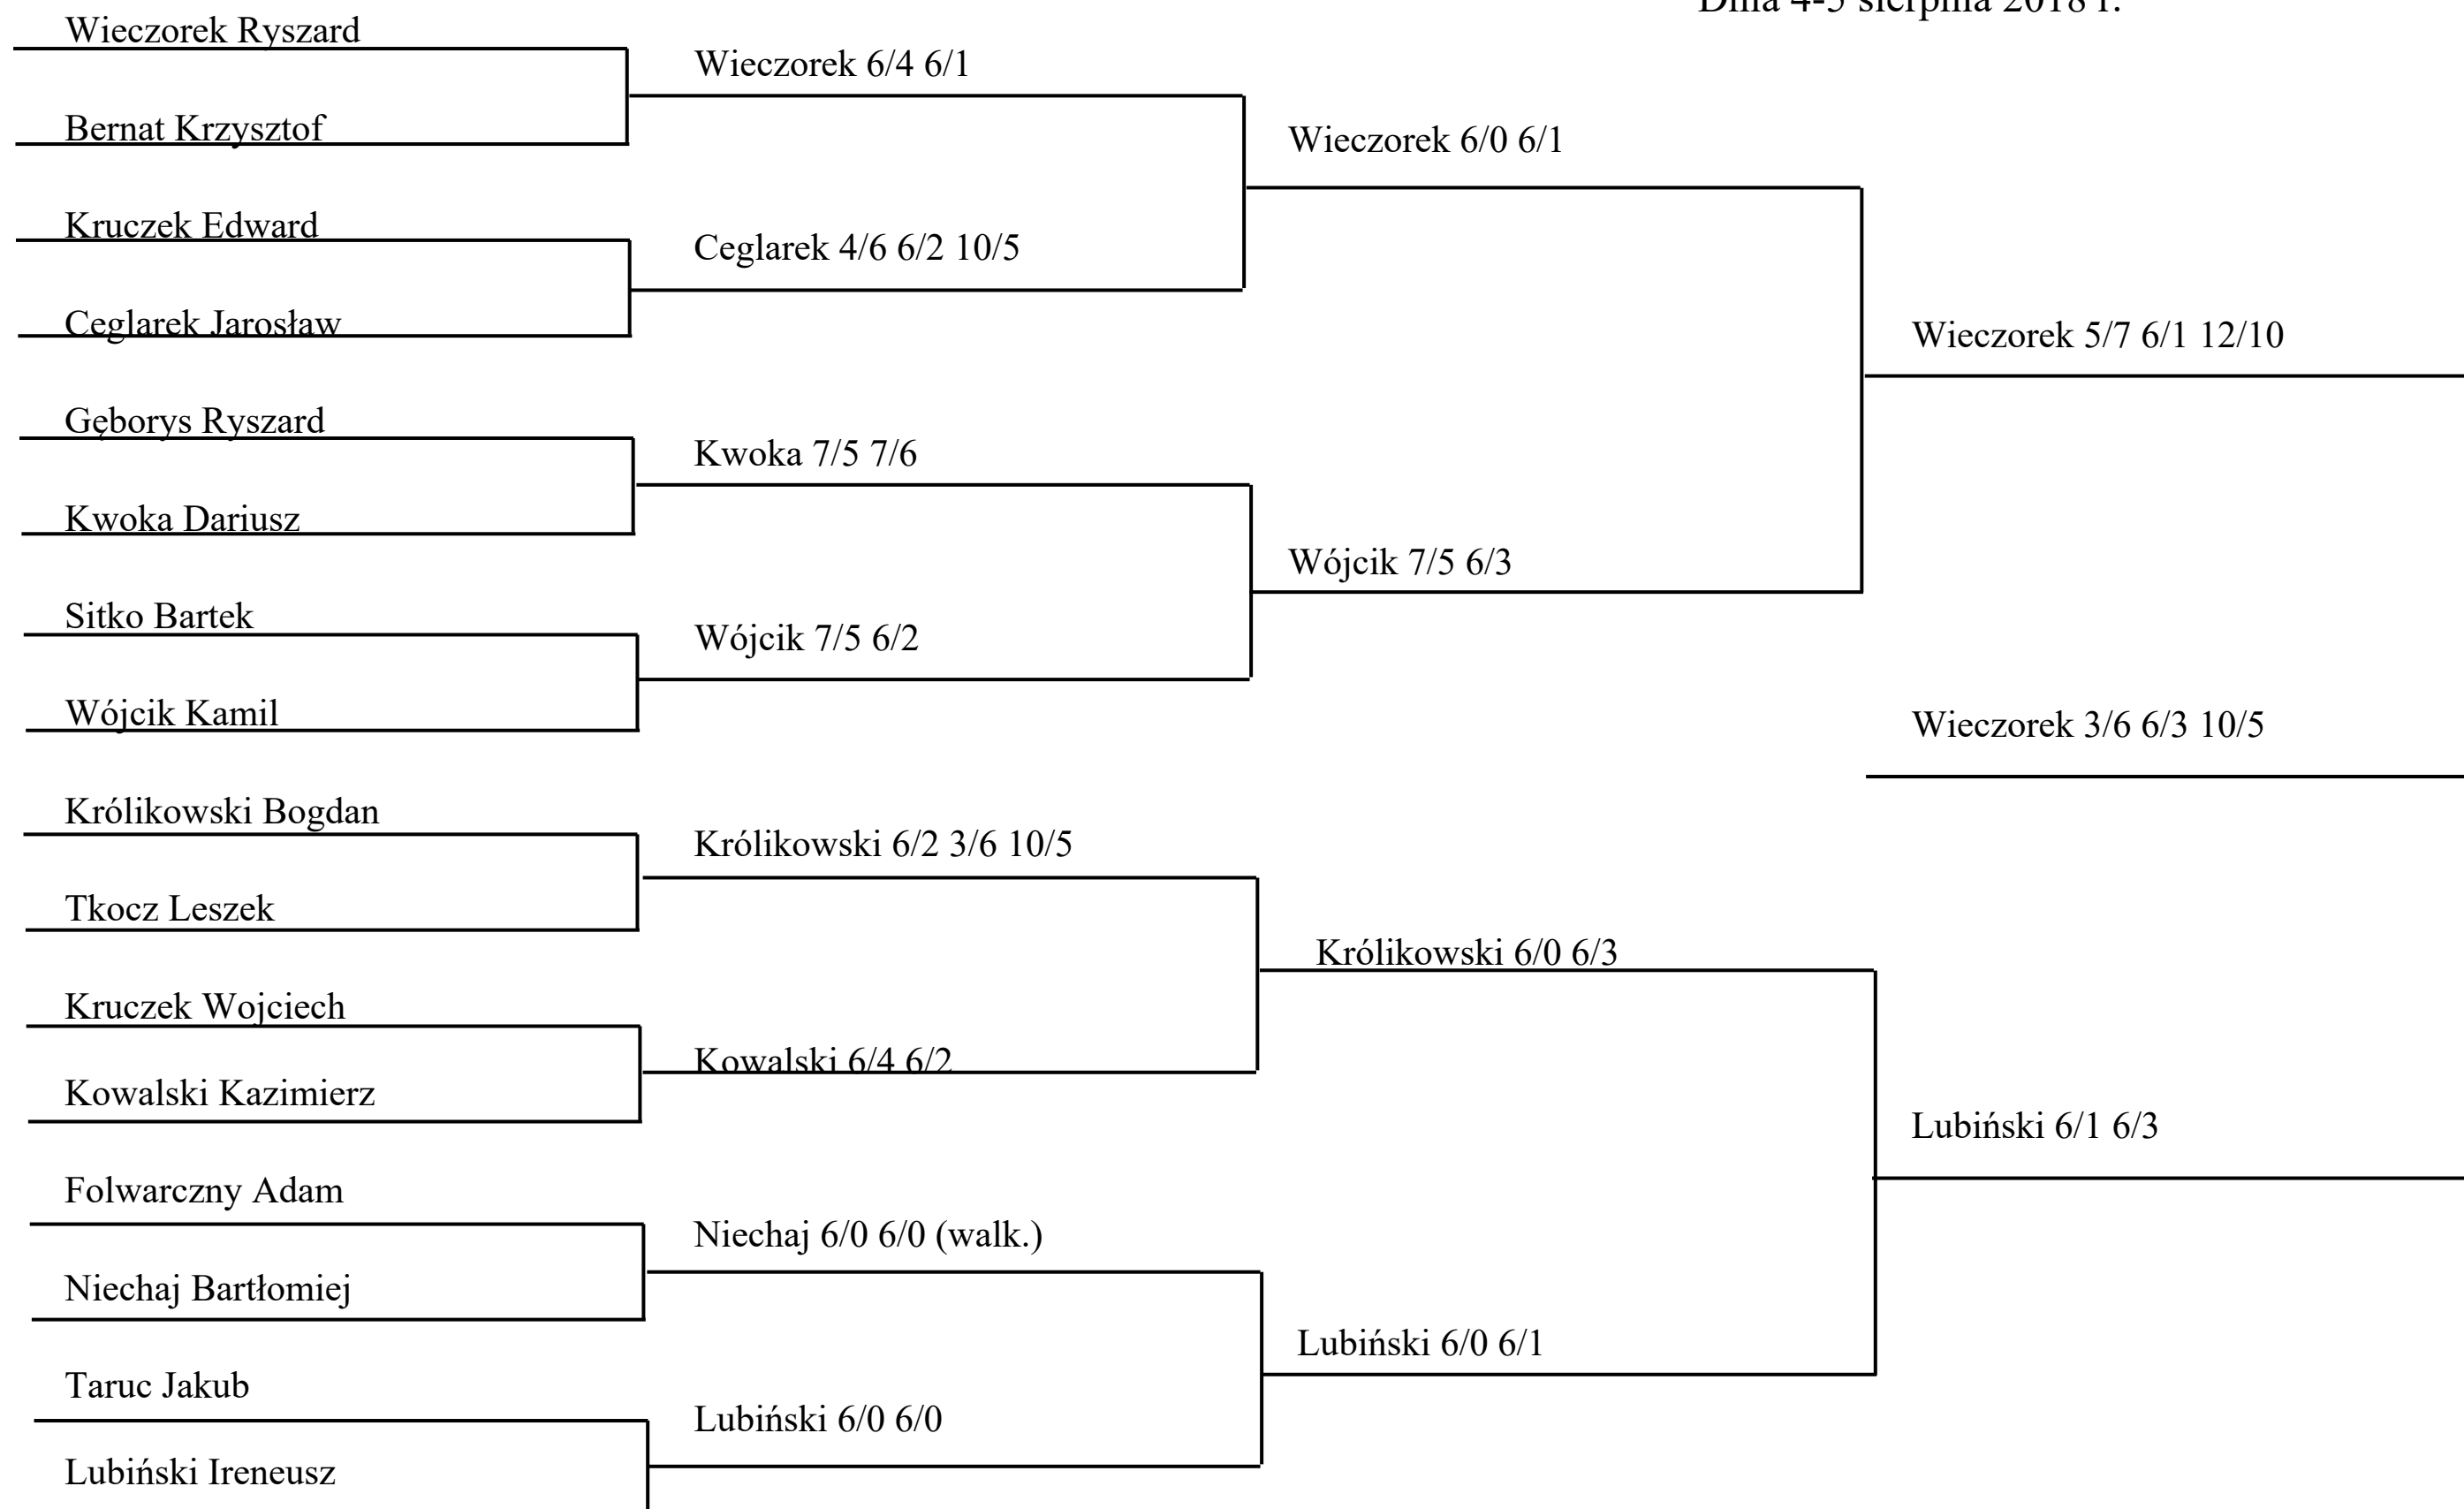 Dnia 4-5 sierpnia 2018 r.
Wieczorek Ryszard
Wieczorek 6/4 6/1
Bernat Krzysztof
Wieczorek 6/0 6/1
Kruczek Edward
Ceglarek 4/6 6/2 10/5
Ceglarek Jarosław
Wieczorek 5/7 6/1 12/10
Gęborys Ryszard
Kwoka 7/5 7/6
Kwoka Dariusz
Wójcik 7/5 6/3
Sitko Bartek
Wójcik 7/5 6/2
Wójcik Kamil
Wieczorek 3/6 6/3 10/5
Królikowski Bogdan
Królikowski 6/2 3/6 10/5
Tkocz Leszek
Królikowski 6/0 6/3
Kruczek Wojciech
Kowalski 6/4 6/2
Kowalski Kazimierz
Lubiński 6/1 6/3
Folwarczny Adam
Niechaj 6/0 6/0 (walk.)
Niechaj Bartłomiej
Lubiński 6/0 6/1
Taruc Jakub
Lubiński 6/0 6/0
Lubiński Ireneusz